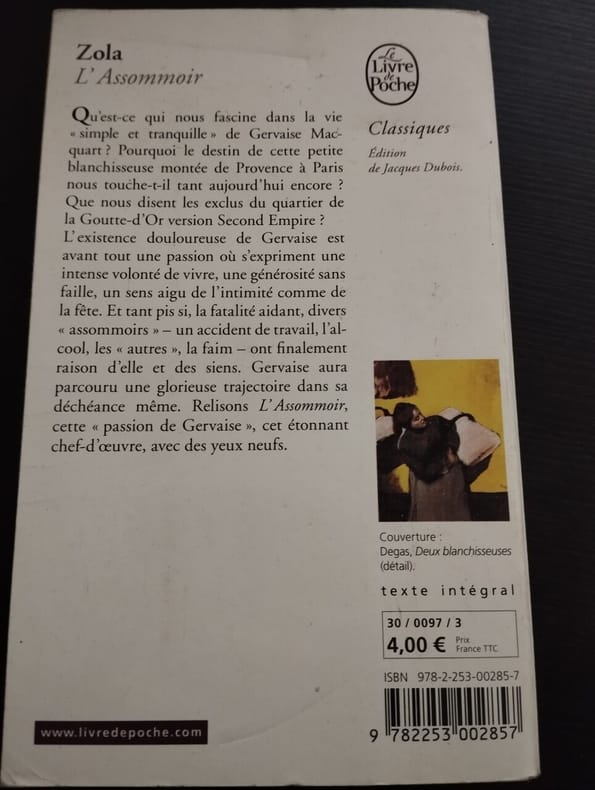 Zola
L'Assommoir
Qu'est-ce qui nous fascine dans la vie
« simple et tranquille » de Gervaise Mac-
quart ? Pourquoi le destin de cette petite
blanchisseuse montée de Provence à Paris
nous touche-t-il tant aujourd'hui encore ?
Que nous disent les exclus du quartier de
la Goutte-d'Or version Second Empire ?
L'existence douloureuse de Gervaise est
avant tout une passion où s'expriment une
intense volonté de vivre, une générosité sans
faille, un sens aigu de l'intimité comme de
la fête. Et tant pis si, la fatalité aidant, divers
« assommoirs » – un accident de travail, l'al-
cool, les « autres », la faim – ont finalement
raison d'elle et des siens. Gervaise aura
parcouru une glorieuse trajectoire dans sa
déchéance même. Relisons L'Assommoir,
cette « passion de Gervaise », cet étonnant
chef-d'œuvre, avec des yeux neufs.
www.livredepoche.com
Le
Livre
de
Poche
Classiques
Édition
de Jacques Dubois.
Couverture :
Degas, Deux blanchisseuses
(détail).
texte intégral
30 / 0097 / 3
4,00 € Prix
France TTC
ISBN 978-2-253-00285-7
9 782253 002857